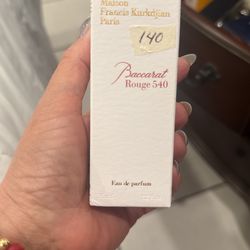 Maison
Francis Kurkdjian
Paris
140
Baccarat
Rouge 540
Eau de parfum